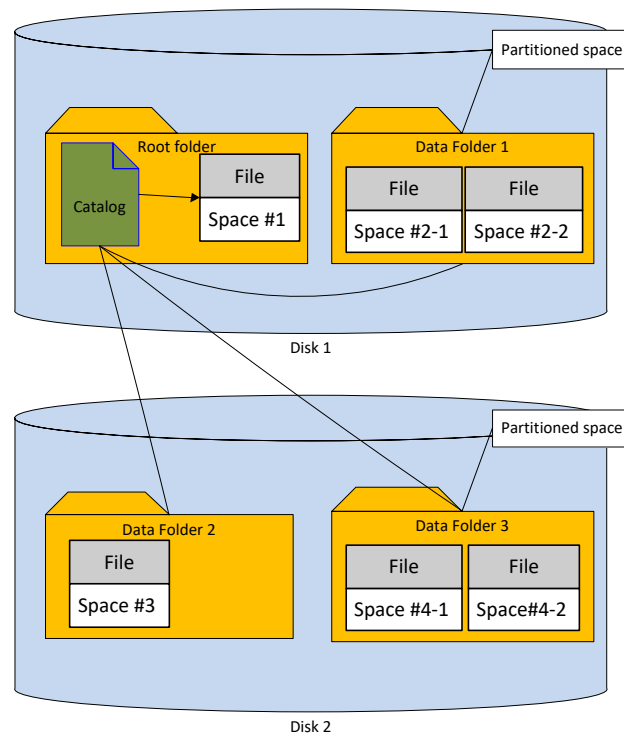 Partitioned space
Root folder
Data Folder 1
Catalog
File
Space #1
File
Space #2-1
File
Space #2-2
Disk 1
Partitioned space
Data Folder 2
Data Folder 3
File
Space #3
File
Space #4-1
File
Space#4-2
Disk 2